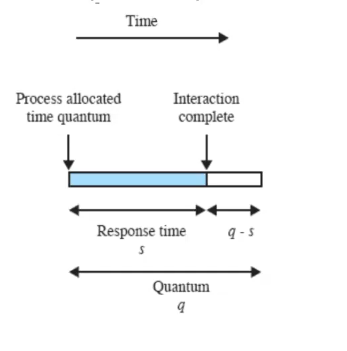 Time
Process allocated
time quantum
Interaction
complete
Response time
s
q - s
Quantum
q